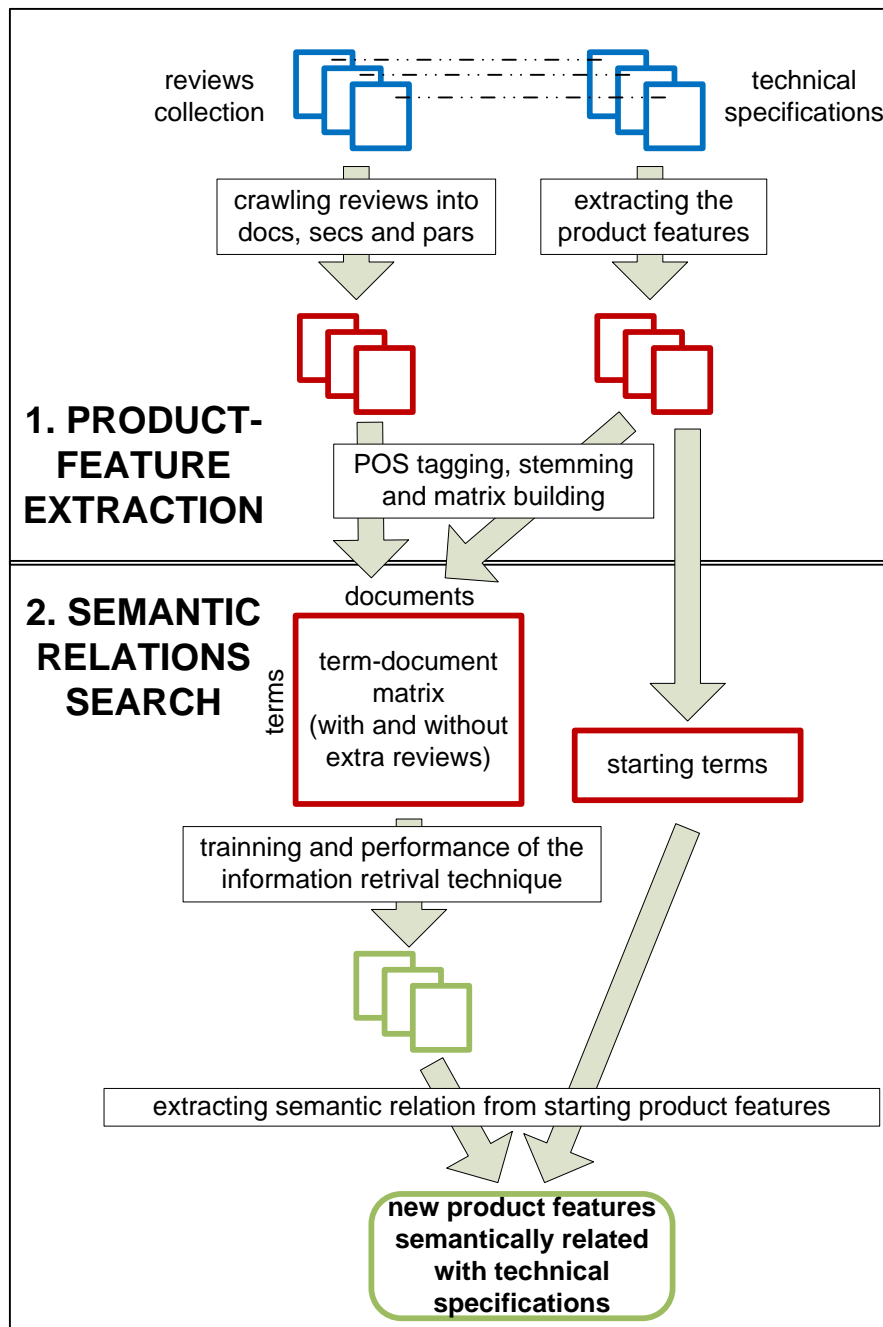 reviews
collection
technical
specifications
crawling reviews into
docs, secs and pars
extracting the
product features
1. PRODUCT-
FEATURE
EXTRACTION
POS tagging, stemming
and matrix building
2. SEMANTIC
RELATIONS
SEARCH
documents
terms
term-document
matrix
(with and without
extra reviews)
starting terms
trainning and performance of the
information retrival technique
extracting semantic relation from starting product features
new product features
semantically related
with technical
specifications